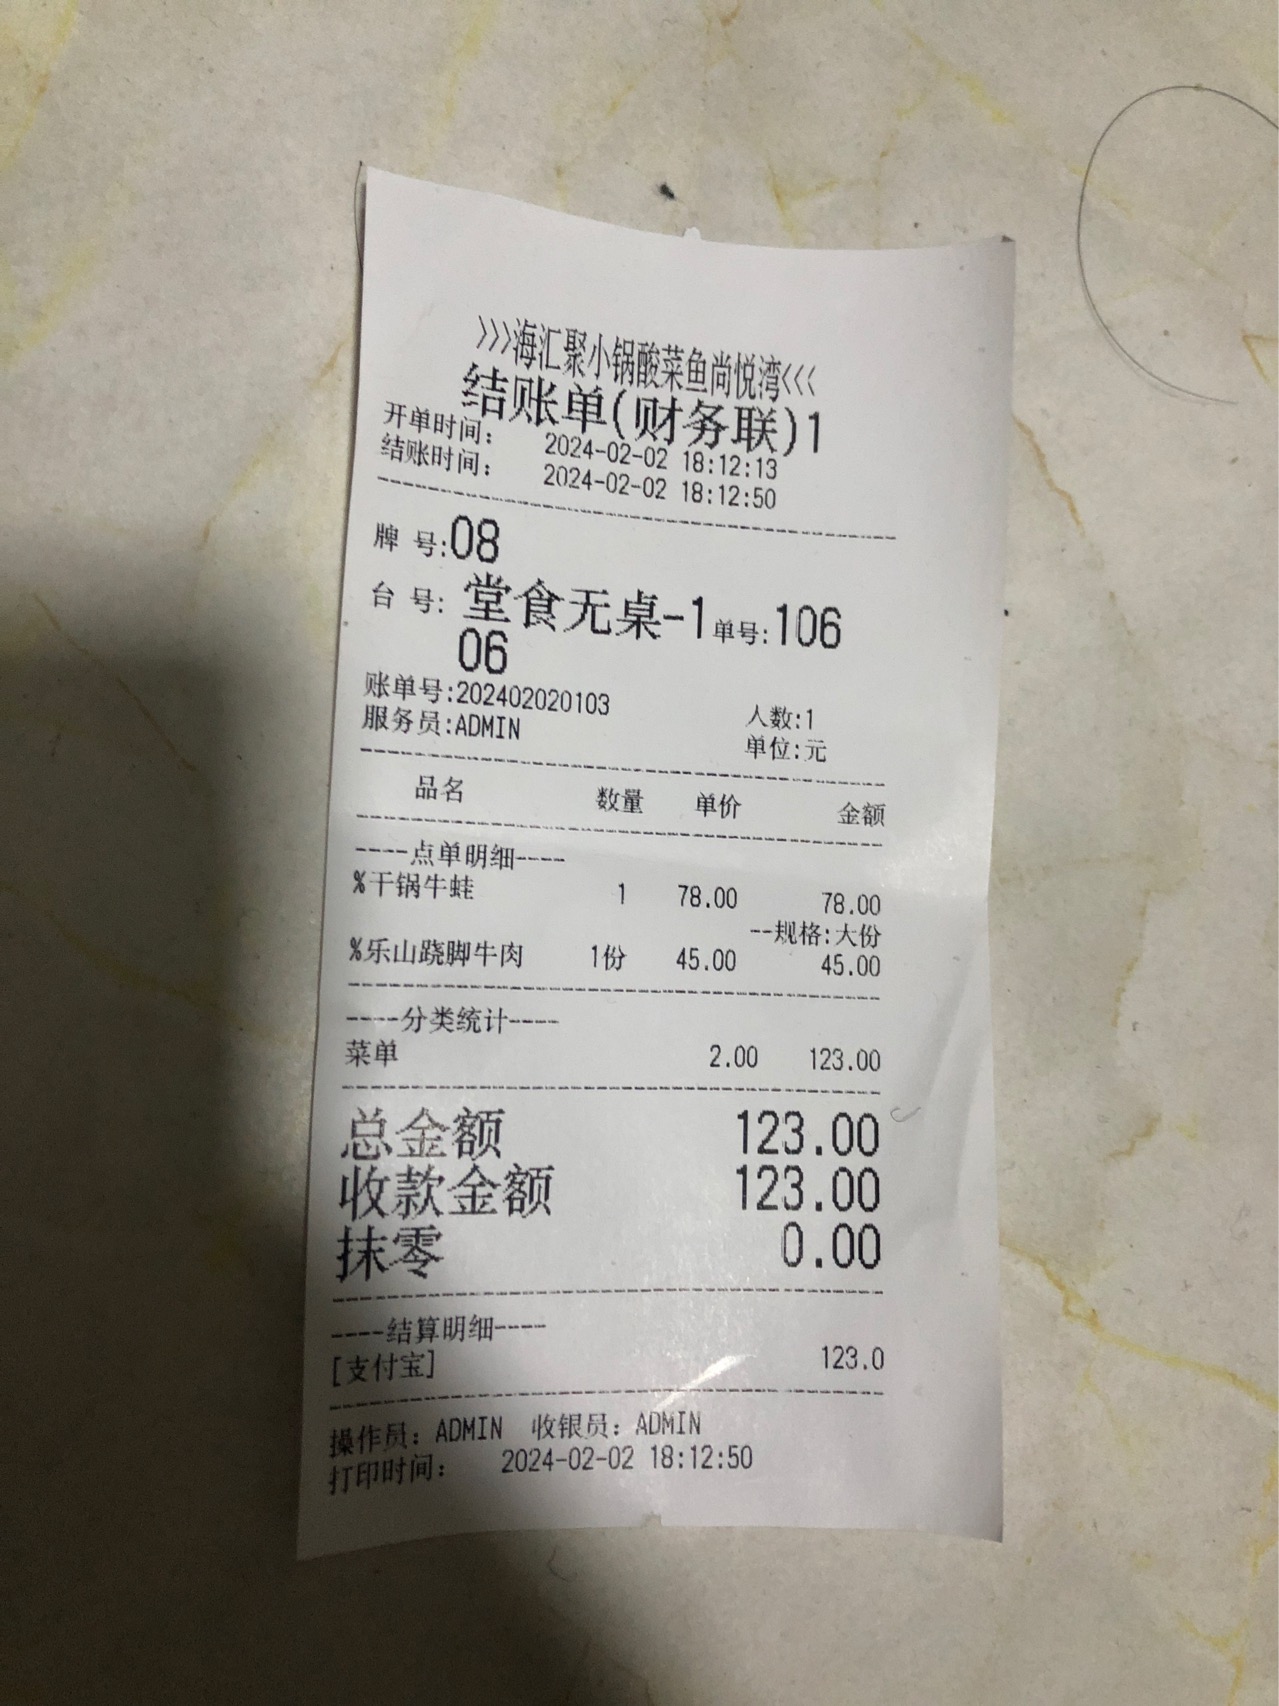 >>>海汇聚小锅酸菜鱼尚悦湾<<<
结账单(财务联)1
开单时间: 2024-02-02 18:12:13
结账时间: 2024-02-02 18:12:50
牌 号:08
台 号: 堂食无桌-1 单号:106
06
账单号:202402020103 人数:1
服务员:ADMIN 单位:元
品名 数量 单价 金额
----点单明细----
%干锅牛蛙 1 78.00 78.00
--规格:大份
%乐山跷脚牛肉 1份 45.00 45.00
----分类统计----
菜单 2.00 123.00
总金额 123.00
收款金额 123.00
抹零 0.00
----结算明细----
[支付宝] 123.0
操作员: ADMIN 收银员: ADMIN
打印时间: 2024-02-02 18:12:50